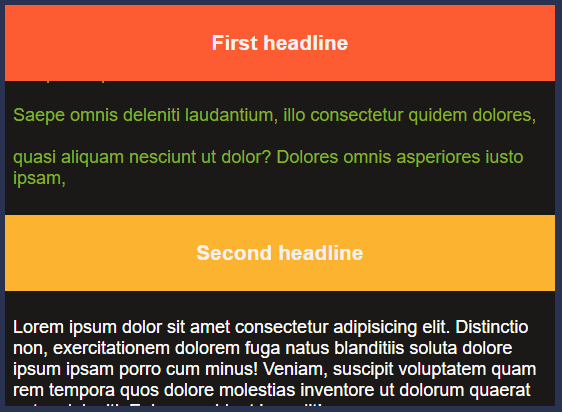 First headline
Saepe omnis deleniti laudantium, illo consectetur quidem dolores,
quasi aliquam nesciunt ut dolor? Dolores omnis asperiores iusto
ipsam,
Second headline
Lorem ipsum dolor sit amet consectetur adipisicing elit. Distinctio
non, exercitationem dolorem fuga natus blanditiis soluta dolore
ipsum ipsam porro cum minus! Veniam, suscipit voluptatem quam
rem tempora quos dolore molestias inventore ut dolorum quaerat